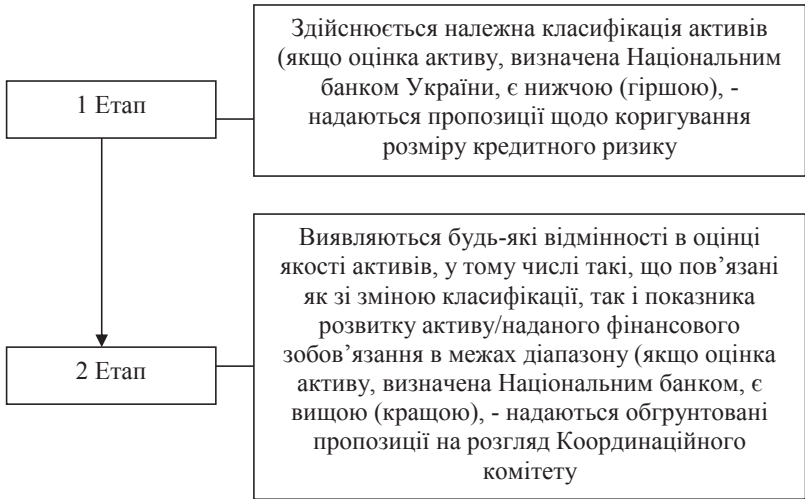 Здійснюється належна класифікація активів
(якщо оцінка активу, визначена Національним
банком України, є нижчою (гіршою), -
надаються пропозиції щодо коригування
розміру кредитного ризику
1 Етап
Виявляються будь-які відмінності в оцінці
якості активів, у тому числі такі, що пов’язані
як зі зміною класифікації, так і показника
розвитку активу/наданого фінансового
зобов’язання в межах діапазону (якщо оцінка
активу, визначена Національним банком, є
вищою (кращою), - надаються обгрунтовані
пропозиції на розгляд Координаційного
комітету
2 Етап